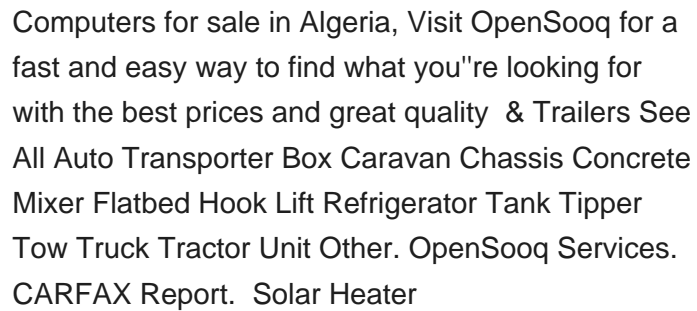 Computers for sale in Algeria, Visit OpenSooq for a
fast and easy way to find what you''re looking for
with the best prices and great quality  & Trailers See
All Auto Transporter Box Caravan Chassis Concrete
Mixer Flatbed Hook Lift Refrigerator Tank Tipper
Tow Truck Tractor Unit Other. OpenSooq Services.
CARFAX Report.  Solar Heater